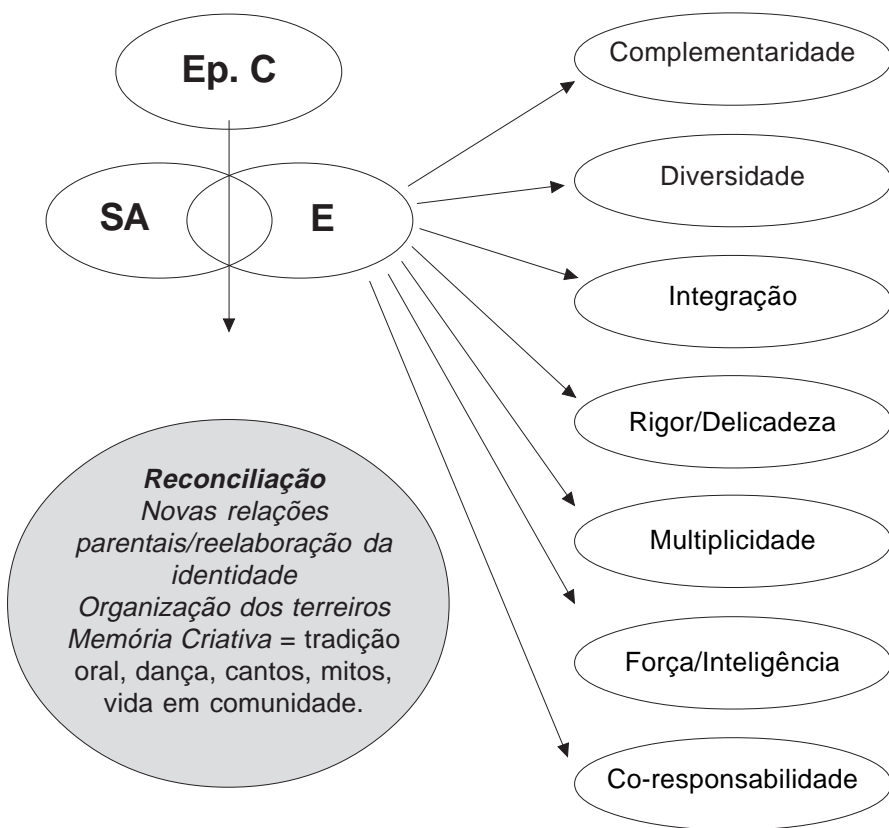 Ep. C
SA
E
Complementaridade
Diversidade
Integração
Rigor/Delicadeza
Multiplicidade
Força/Inteligência
Co-responsabilidade
Reconciliação
Novas relações
parentais/reelaboração da
identidade
Organização dos terreiros
Memória Criativa = tradição
oral, dança, cantos, mitos,
vida em comunidade.